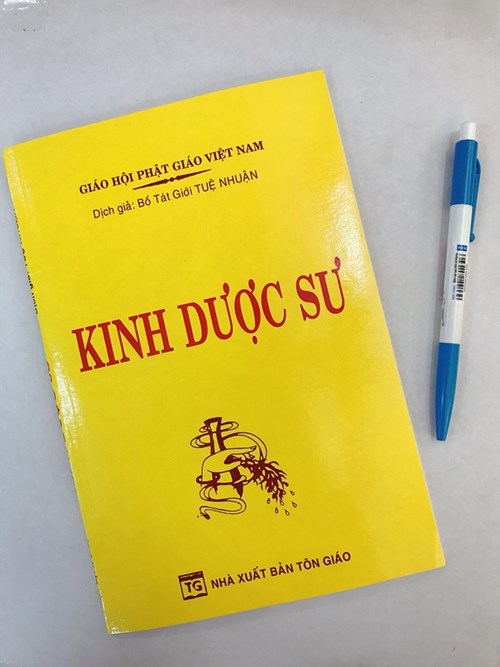 GIÁO HỘI PHẬT GIÁO VIỆT NAM
Dịch giả: Bồ Tát Giới TUỆ NHUẬN
KINH DƯỢC SƯ
TG
NHÀ XUẤT BẢN TÔN GIÁO